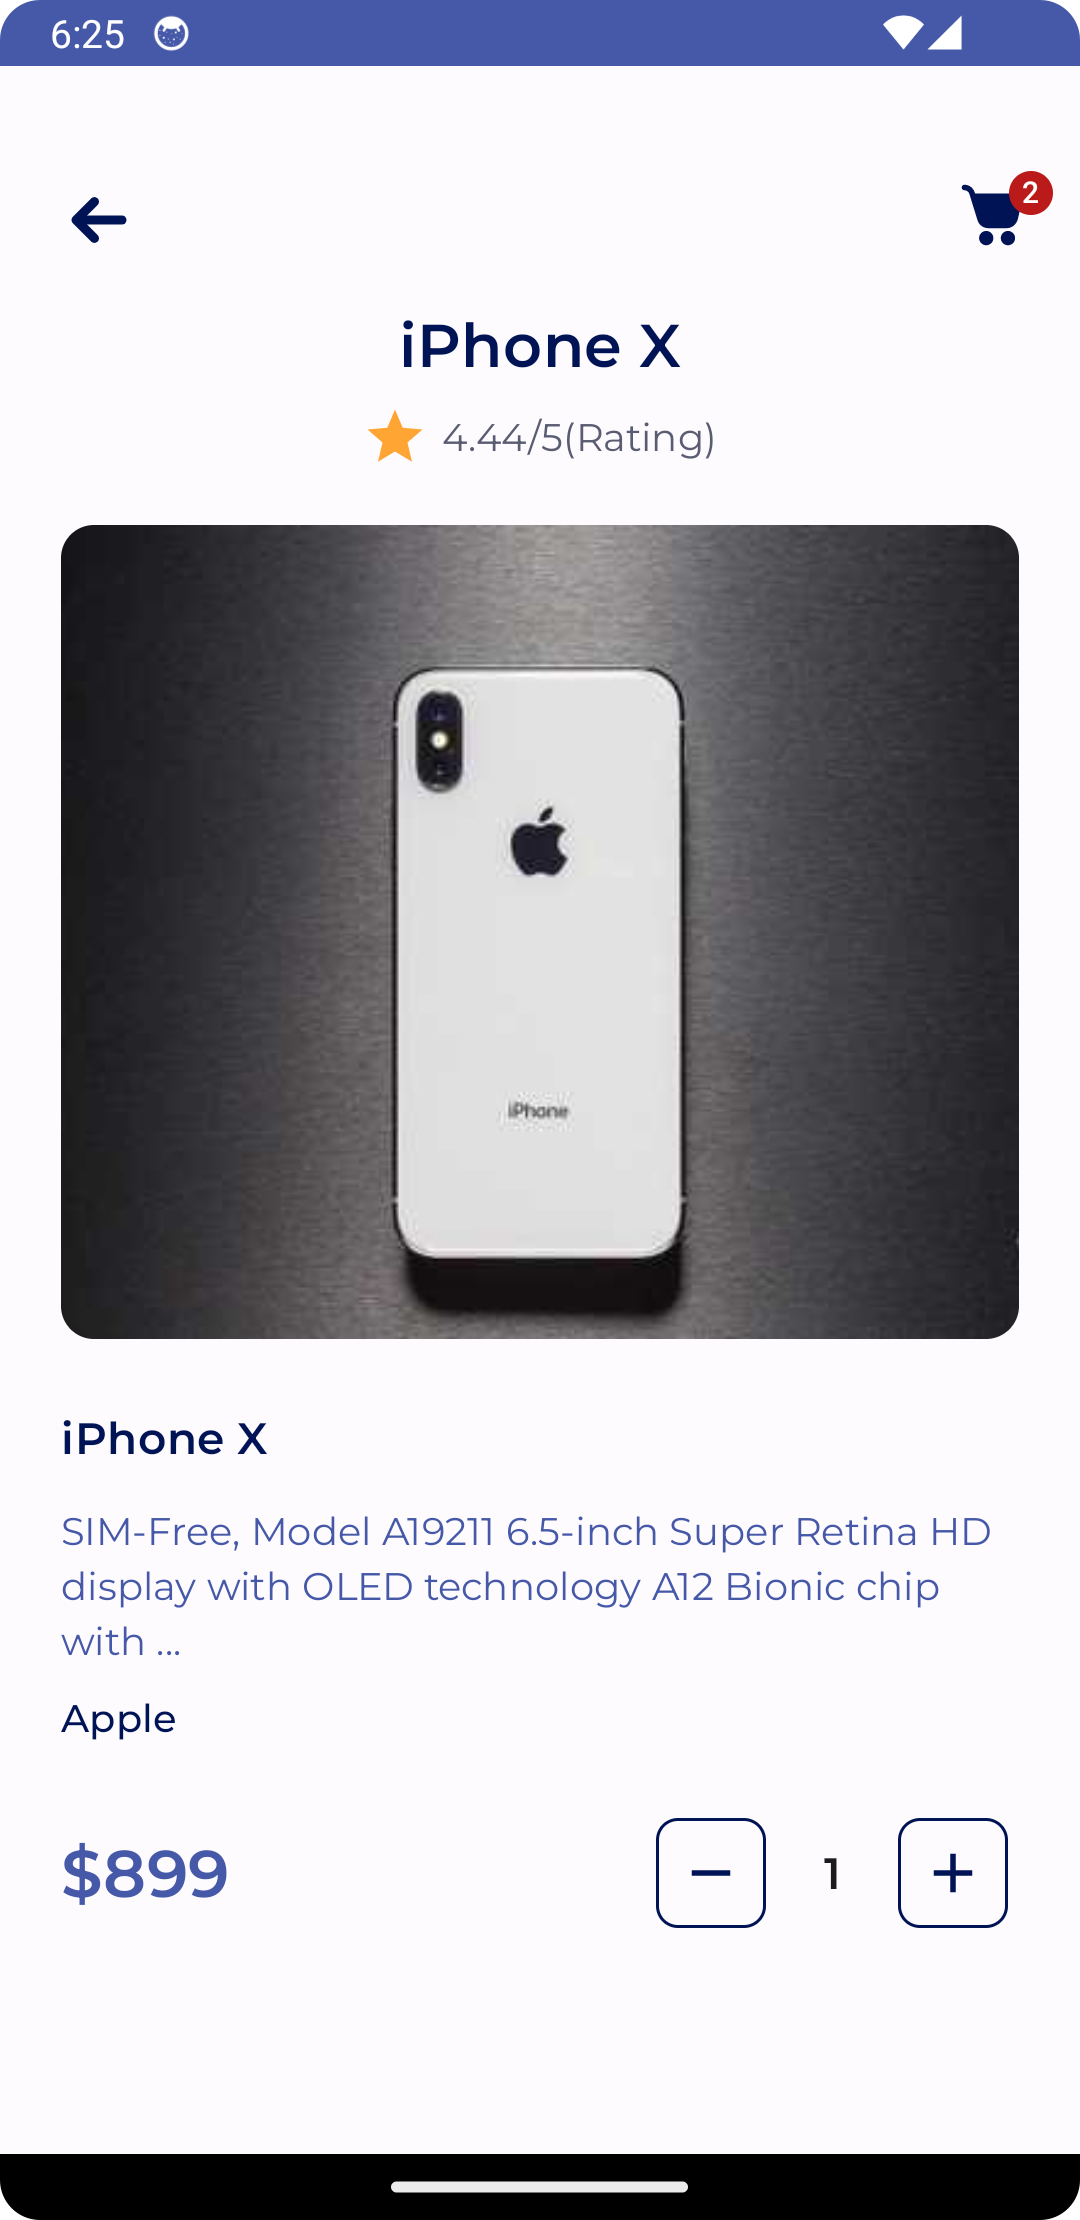 6:25
2
iPhone X
4.44/5(Rating)
iPhone
iPhone X
SIM-Free, Model A19211 6.5-inch Super Retina HD
display with OLED technology A12 Bionic chip
with ...
Apple
$899
1